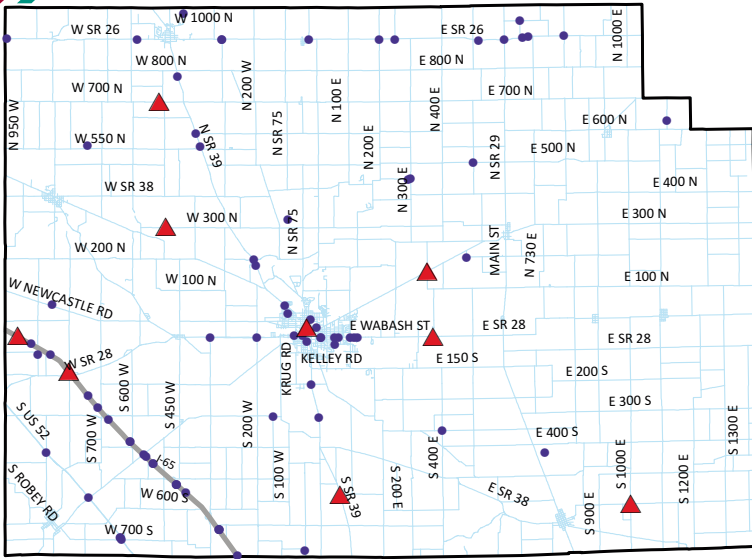 W 1000 N
W SR 26
E SR 26
N 1000 E
W 800 N
E 800 N
W 700 N
N 200 W
N 100 E
N 400 E
E 700 N
N 950 W
N SR 75
E 600 N
W 550 N
N SR 39
N 200 E
N SR 29
E 500 N
W SR 38
N 300 E
E 400 N
W 300 N
N SR 75
E 300 N
W 200 N
MAIN ST
N 730 E
W 100 N
E 100 N
W NEWCASTLE RD
E WABASH ST
E SR 28
E SR 28
W SR 28
KRUG RD
KELLEY RD
E 150 S
E 200 S
S 600 W
S 450 W
E 300 S
S US 52
S 700 W
S 200 W
S 400 E
E 400 S
S 1300 E
I-65
S 100 W
S 200 E
S 1000 E
S 1200 E
S ROBEY RD
W 600 S
S SR 39
E SR 38
S 900 E
W 700 S